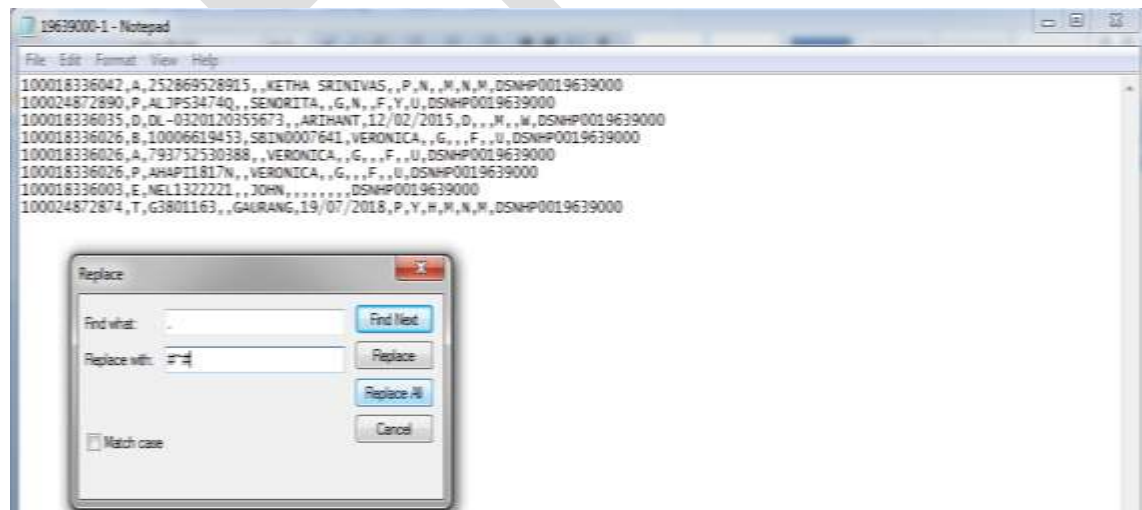 19639000-1 - Notepad
File Edit Format View Help
100018336042,A,252869528915,,KETHA SRINIVAS,,P,N,,M,N,M,DSNHP0019639000
100024872890,P,ALJPS3474Q,,SENORITA,,G,N,,F,Y,U,DSNHP0019639000
100018336035,D,DL-0320120355673,,ARIHANT,12/02/2015,D,,,M,,W,DSNHP0019639000
100018336026,B,10006619453,SBIN0007641,VERONICA,,G,,,F,,U,DSNHP0019639000
100018336026,A,793752530388,,VERONICA,,G,,,F,,U,DSNHP0019639000
100018336026,P,AHAPI1817N,,VERONICA,,G,,,F,,U,DSNHP0019639000
100018336003,E,NEL1322221,,JOHN,,,,,,,,DSNHP0019639000
100024872874,T,G3801163,,GAURANG,19/07/2018,P,Y,H,M,N,M,DSNHP0019639000
Replace
Find what: ,
Find Next
Replace with: #~#
Replace
Replace All
Cancel
Match case